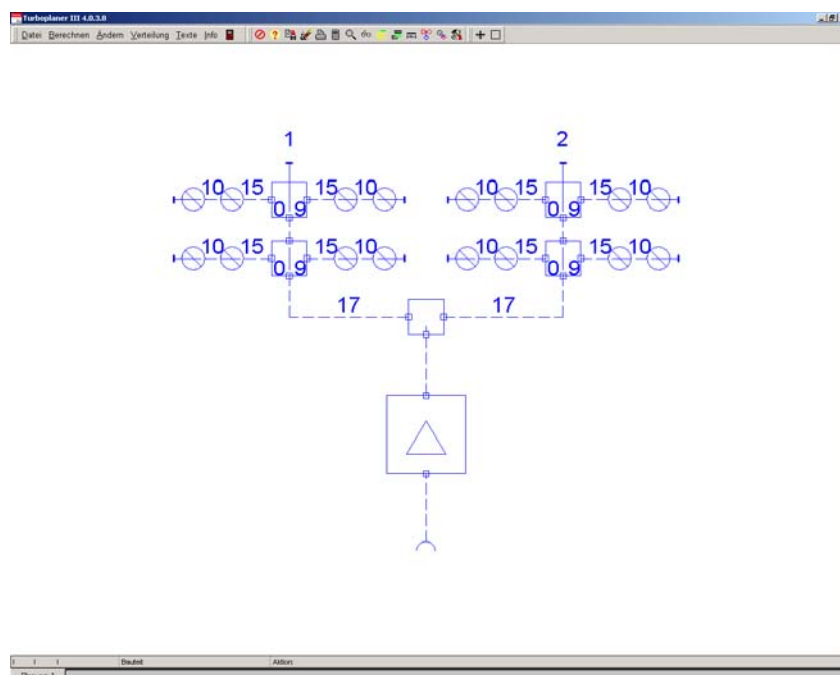 Turboplaner III 4.0.3.0
Datei Berechnen Ändern Verteilung Texte Info
1 2
10 15 15 10 10 15 15 10
0 9 0 9
10 15 15 10 10 15 15 10
0 9 0 9
17 17
Bauteil Aktion: